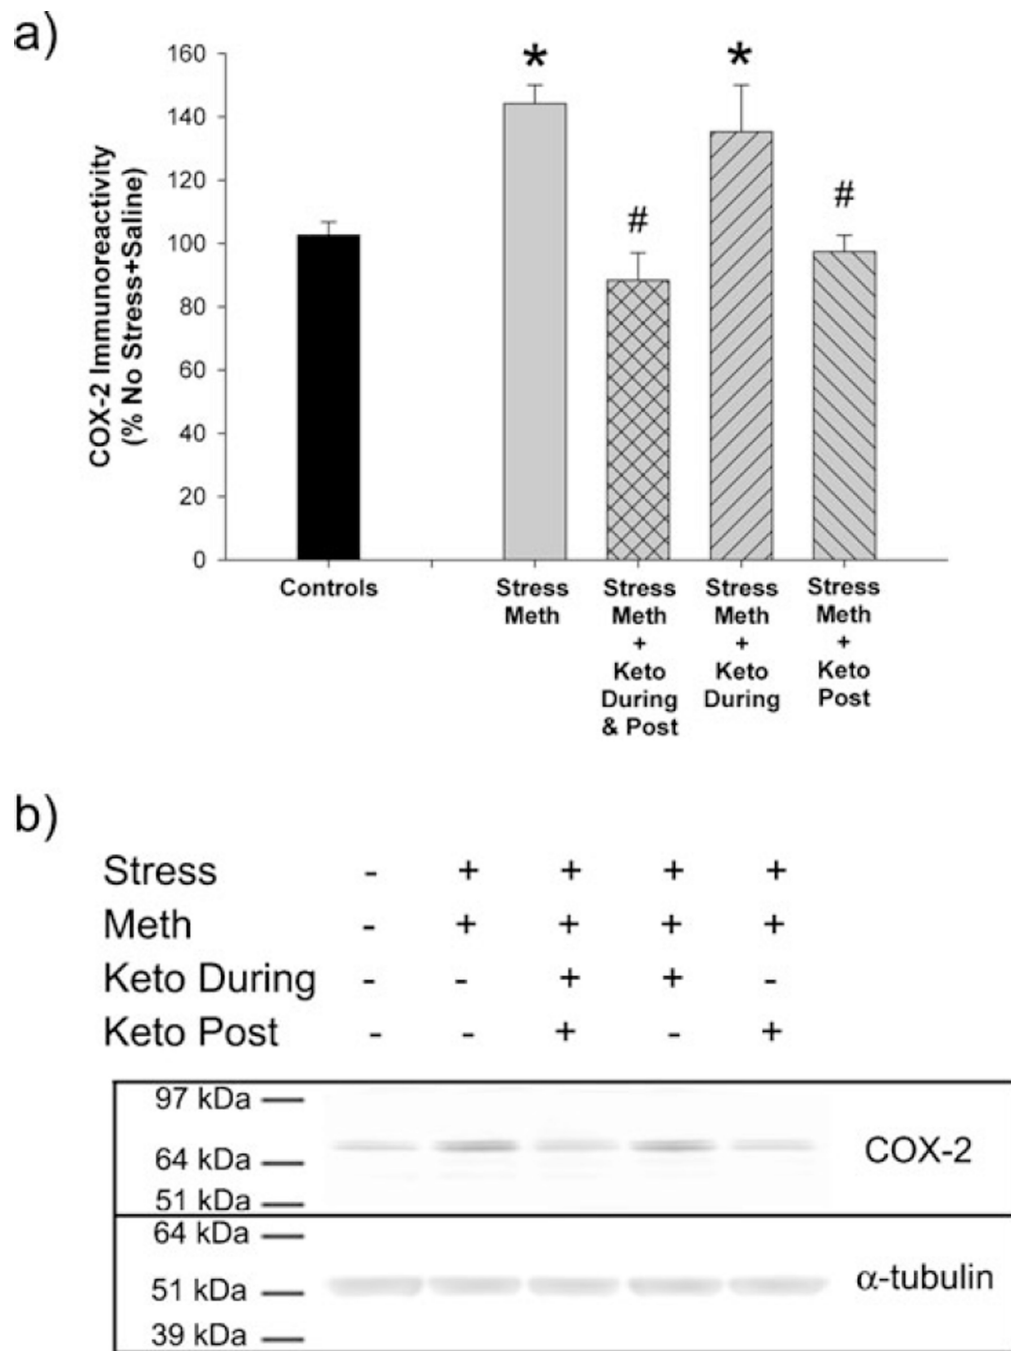 a)
COX-2 Immunoreactivity
(% No Stress+Saline)
160
140
120
100
80
60
40
20
0
*
#
*
#
Controls
Stress
Meth
Stress
Meth
+
Keto
During
& Post
Stress
Meth
+
Keto
During
Stress
Meth
+
Keto
Post
b)
Stress - + + + +
Meth - + + + +
Keto During - - + + -
Keto Post - - + - +
97 kDa
64 kDa
51 kDa
COX-2
64 kDa
51 kDa
39 kDa
α-tubulin